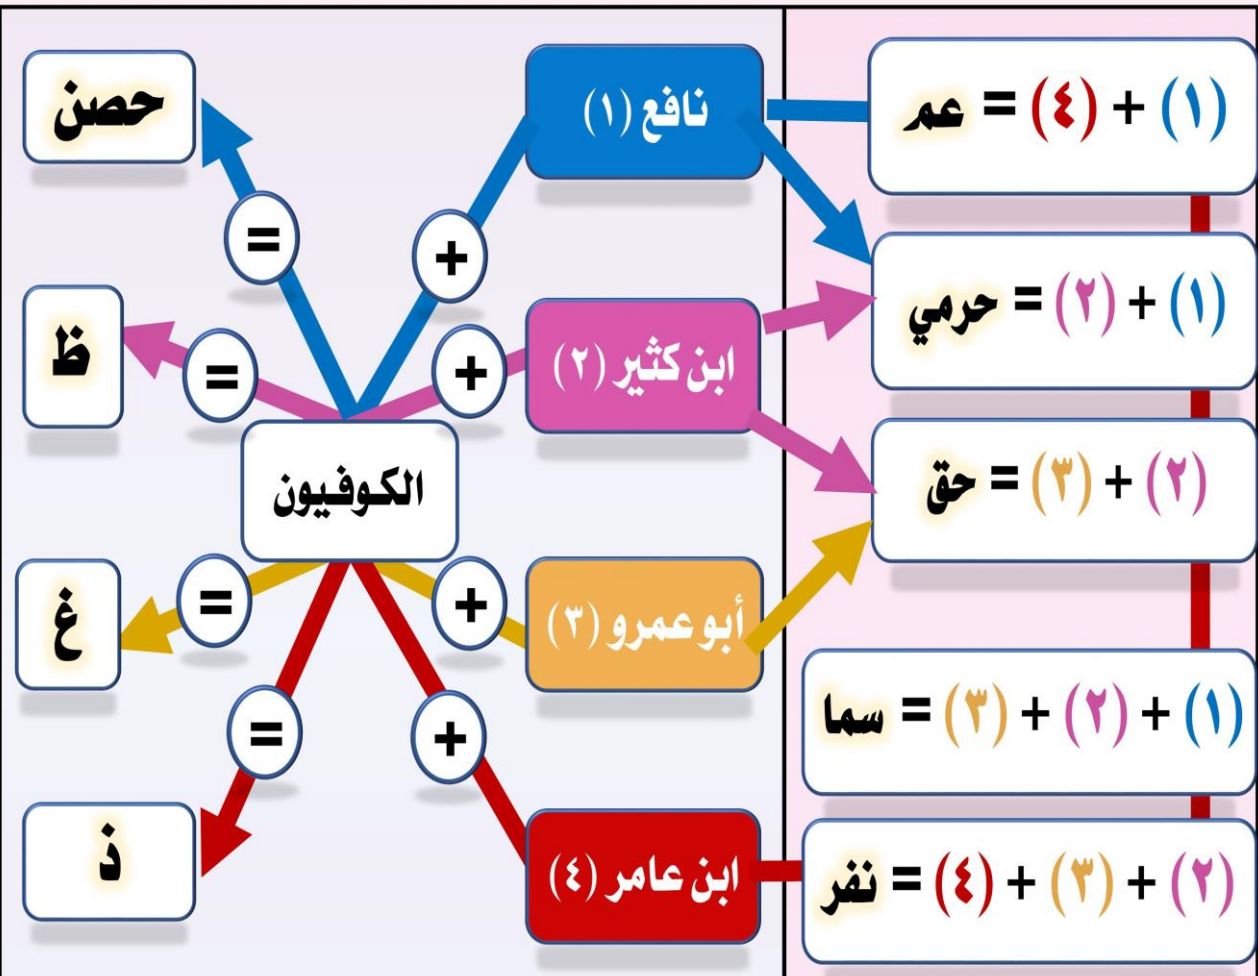 (١) + (٤) = عم
(١) + (٢) = حرمي
(٢) + (٣) = حق
(١) + (٢) + (٣) = سما
(٢) + (٣) + (٤) = نفر
نافع (١)
+
=
حصن
ابن كثير (٢)
+
=
ظ
الكوفيون
أبو عمرو (٣)
+
=
غ
ابن عامر (٤)
+
=
ذ